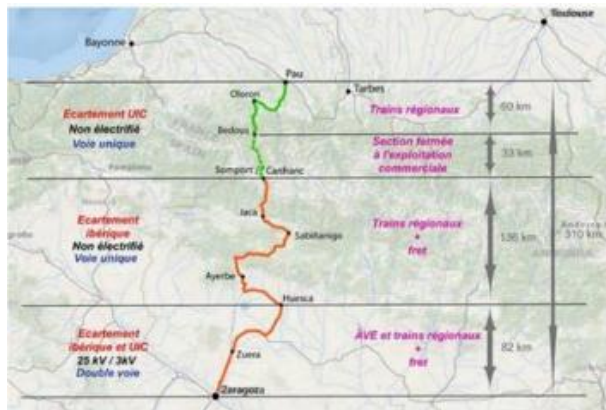 Toulouse
Bayonne
Pau
Tarbes
Oloron
Ecartement UIC
Non électrifié
Voie unique
Trains régionaux
60 km
Bedous
Section fermée
à l'exploitation
commerciale
33 km
Somport
Canfranc
Jaca
Sabiñanigo
Ecartement
ibérique
Non électrifié
Voie unique
Trains régionaux
+
fret
136 km
310 km
Ayerbe
Huesca
Ecartement
ibérique et UIC
25 kV / 3kV
Double voie
AVE et trains régionaux
+
fret
82 km
Zuera
Zaragoza